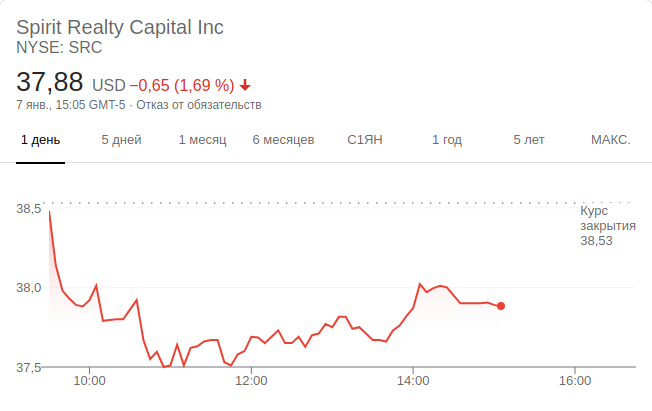 Spirit Realty Capital Inc
NYSE: SRC
37,88 USD −0,65 (1,69 %)
7 янв., 15:05 GMT-5 · Отказ от обязательств
1 день 5 дней 1 месяц 6 месяцев С1ЯН 1 год 5 лет МАКС.
38,5
Курс
закрытия
38,53
38,0
37,5
10:00 12:00 14:00 16:00